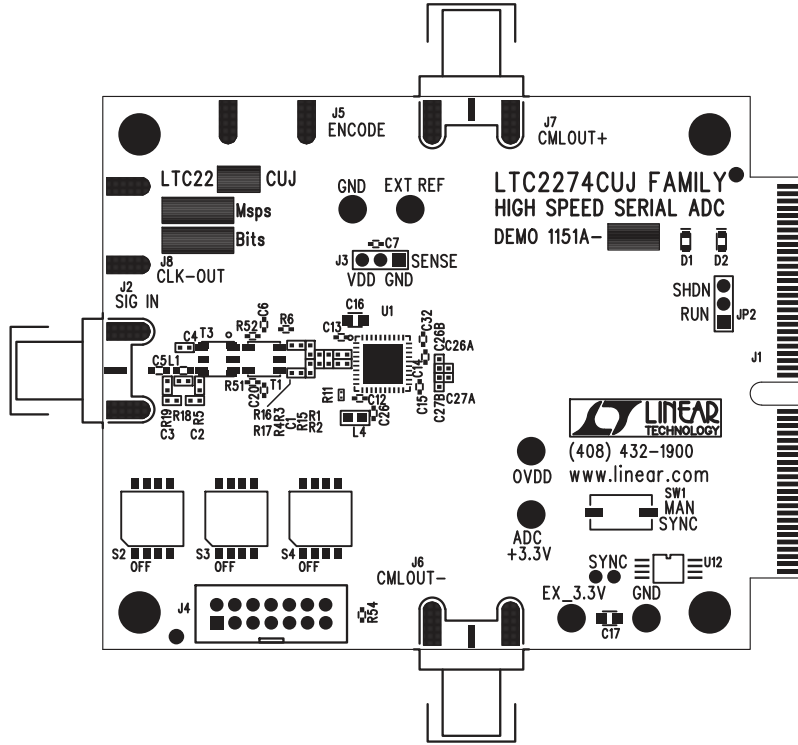 J5
ENCODE
J7
CMLOUT+
LTC22 CUJ
Msps
Bits
GND
EXT REF
LTC2274CUJ FAMILY
HIGH SPEED SERIAL ADC
DEMO 1151A-
C7
J3
SENSE
VDD GND
D1
D2
J8
CLK-OUT
J2
SIG IN
SHDN
RUN
JP2
C16
U1
C32
C26B
C26A
C6
R6
R52
C13
T3
C4
C14
J1
C5
L1
R51
C20
T1
R11
C12
C15
C27B
C27A
R19
C3
R18
R5
C2
R16
R17
R3
R4
C1
R15
R1
R2
L4
C26
LINEAR
TECHNOLOGY
(408) 432-1900
www.linear.com
OVDD
SW1
MAN
SYNC
ADC
+3.3V
S2
OFF
S3
OFF
S4
OFF
J6
CMLOUT-
SYNC
U12
EX_3.3V
GND
C17
J4
R54